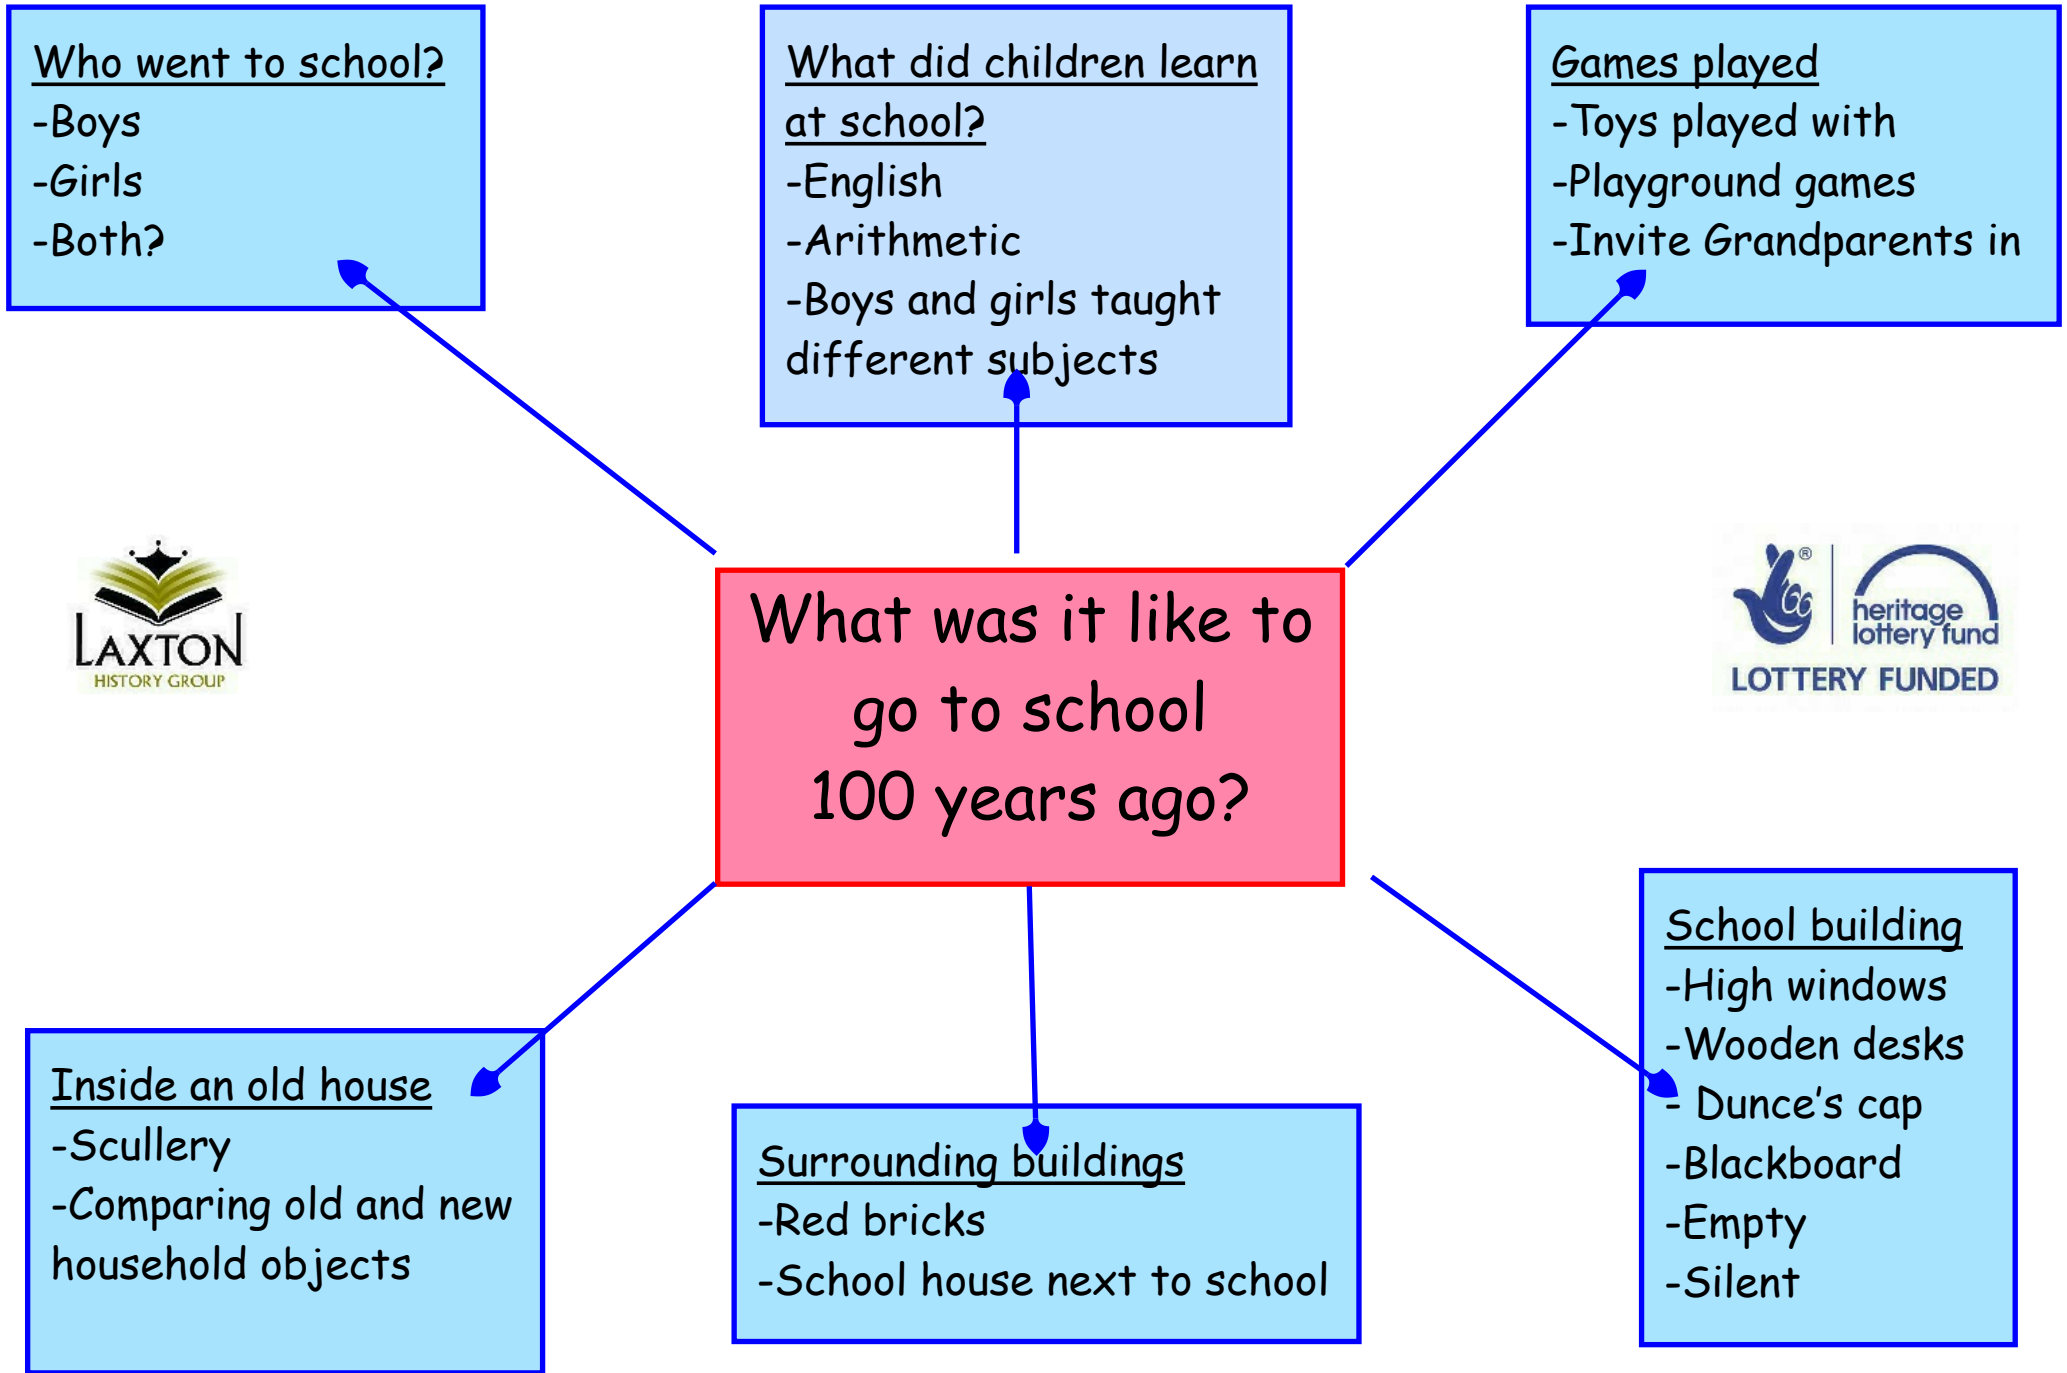 Who went to school?
-Boys
-Girls
-Both?
What did children learn
at school?
-English
-Arithmetic
-Boys and girls taught
different subjects
Games played
-Toys played with
-Playground games
-Invite Grandparents in
LAXTON
HISTORY GROUP
What was it like to
go to school
100 years ago?
®
heritage
lottery fund
LOTTERY FUNDED
Inside an old house
-Scullery
-Comparing old and new
household objects
Surrounding buildings
-Red bricks
-School house next to school
School building
-High windows
-Wooden desks
- Dunce's cap
-Blackboard
-Empty
-Silent